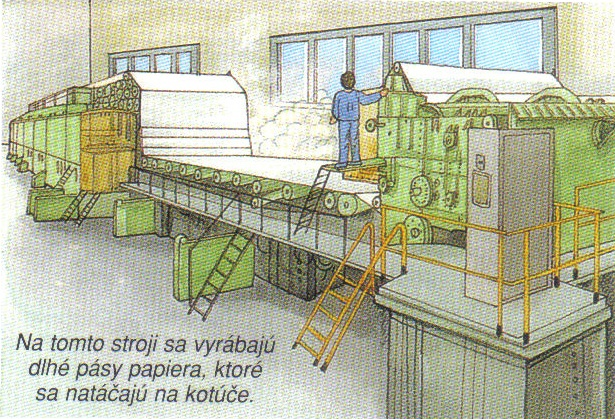 Na tomto stroji sa vyrábajú
dlhé pásy papiera, ktoré
sa natáčajú na kotúče.